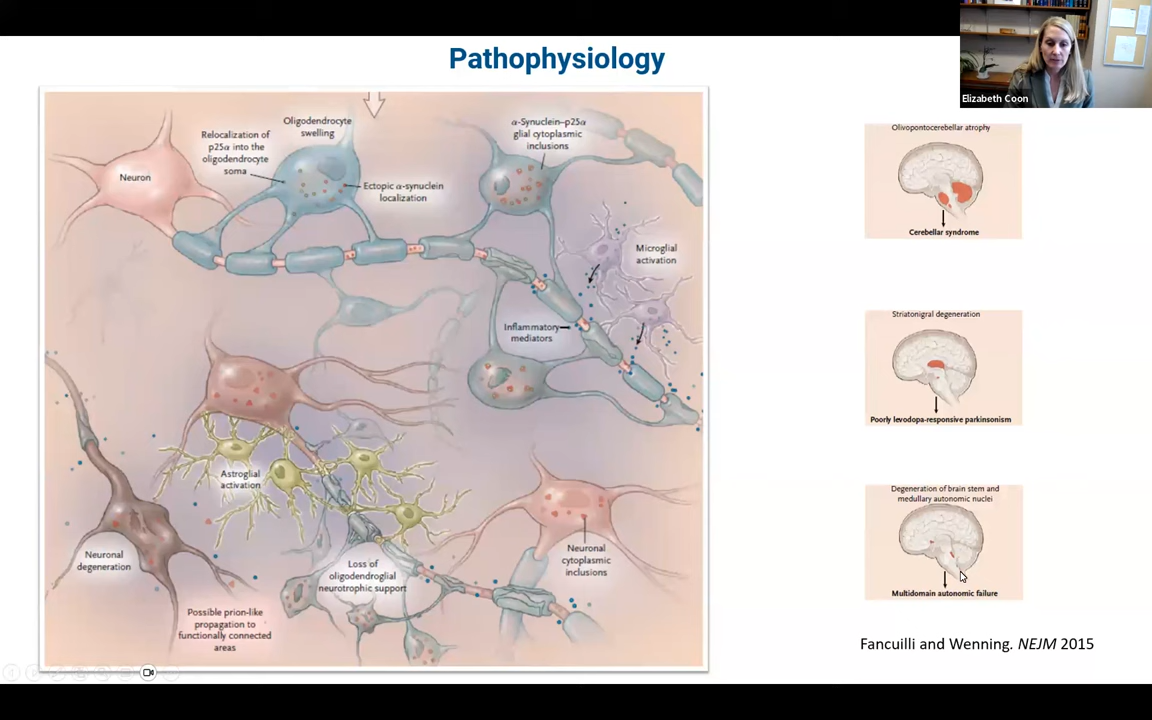 Pathophysiology
Elizabeth Coon
Neuron
Relocalization of
p25α into the
oligodendrocyte
soma
Oligodendrocyte
swelling
Ectopic α-synuclein
localization
α-Synuclein–p25α
glial cytoplasmic
inclusions
Microglial
activation
Inflammatory
mediators
Astroglial
activation
Neuronal
degeneration
Loss of
oligodendroglial
neurotrophic support
Neuronal
cytoplasmic
inclusions
Possible prion-like
propagation to
functionally connected
areas
Olivopontocerebellar atrophy
Cerebellar syndrome
Striatonigral degeneration
Poorly levodopa-responsive parkinsonism
Degeneration of brain stem and
medullary autonomic nuclei
Multidomain autonomic failure
Fancuilli and Wenning. NEJM 2015